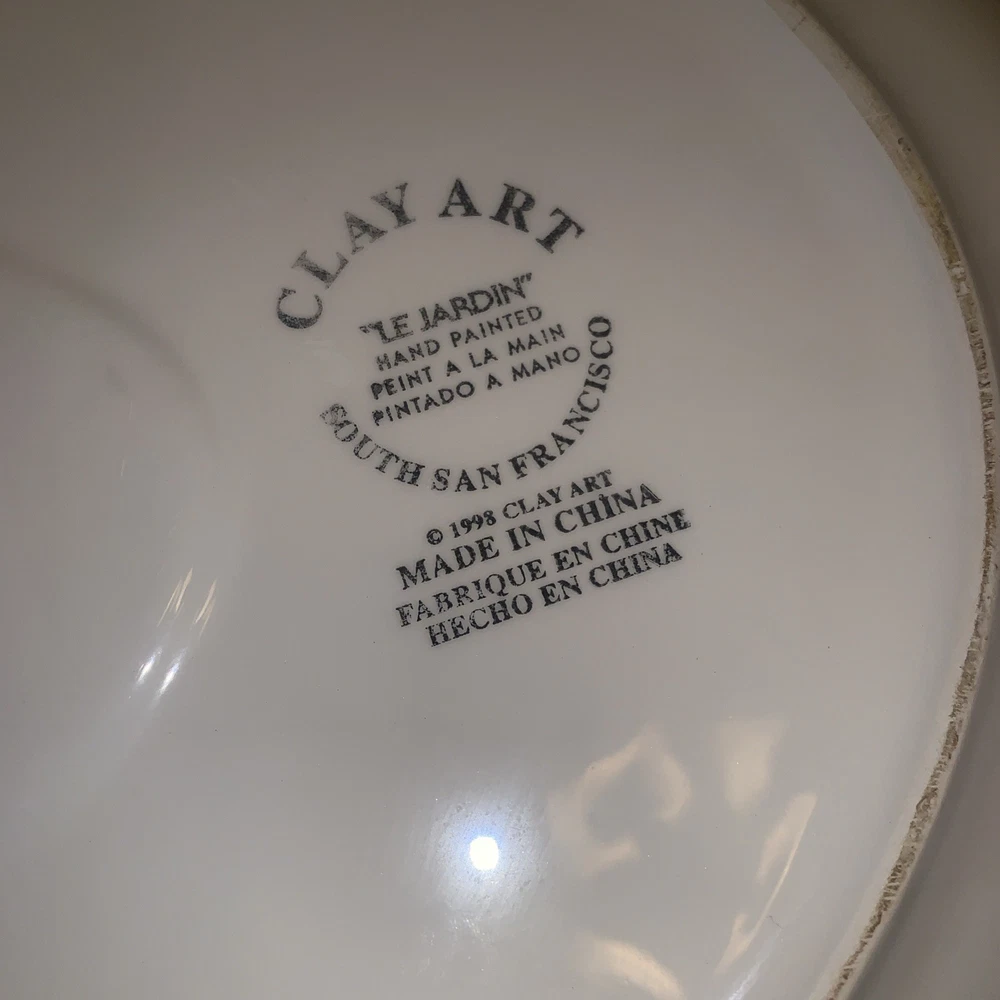 CLAY ART
"LE JARDIN"
HAND PAINTED
PEINT A LA MAIN
PINTADO A MANO
SOUTH SAN FRANCISCO
© 1998 CLAY ART
MADE IN CHINA
FABRIQUE EN CHINE
HECHO EN CHINA